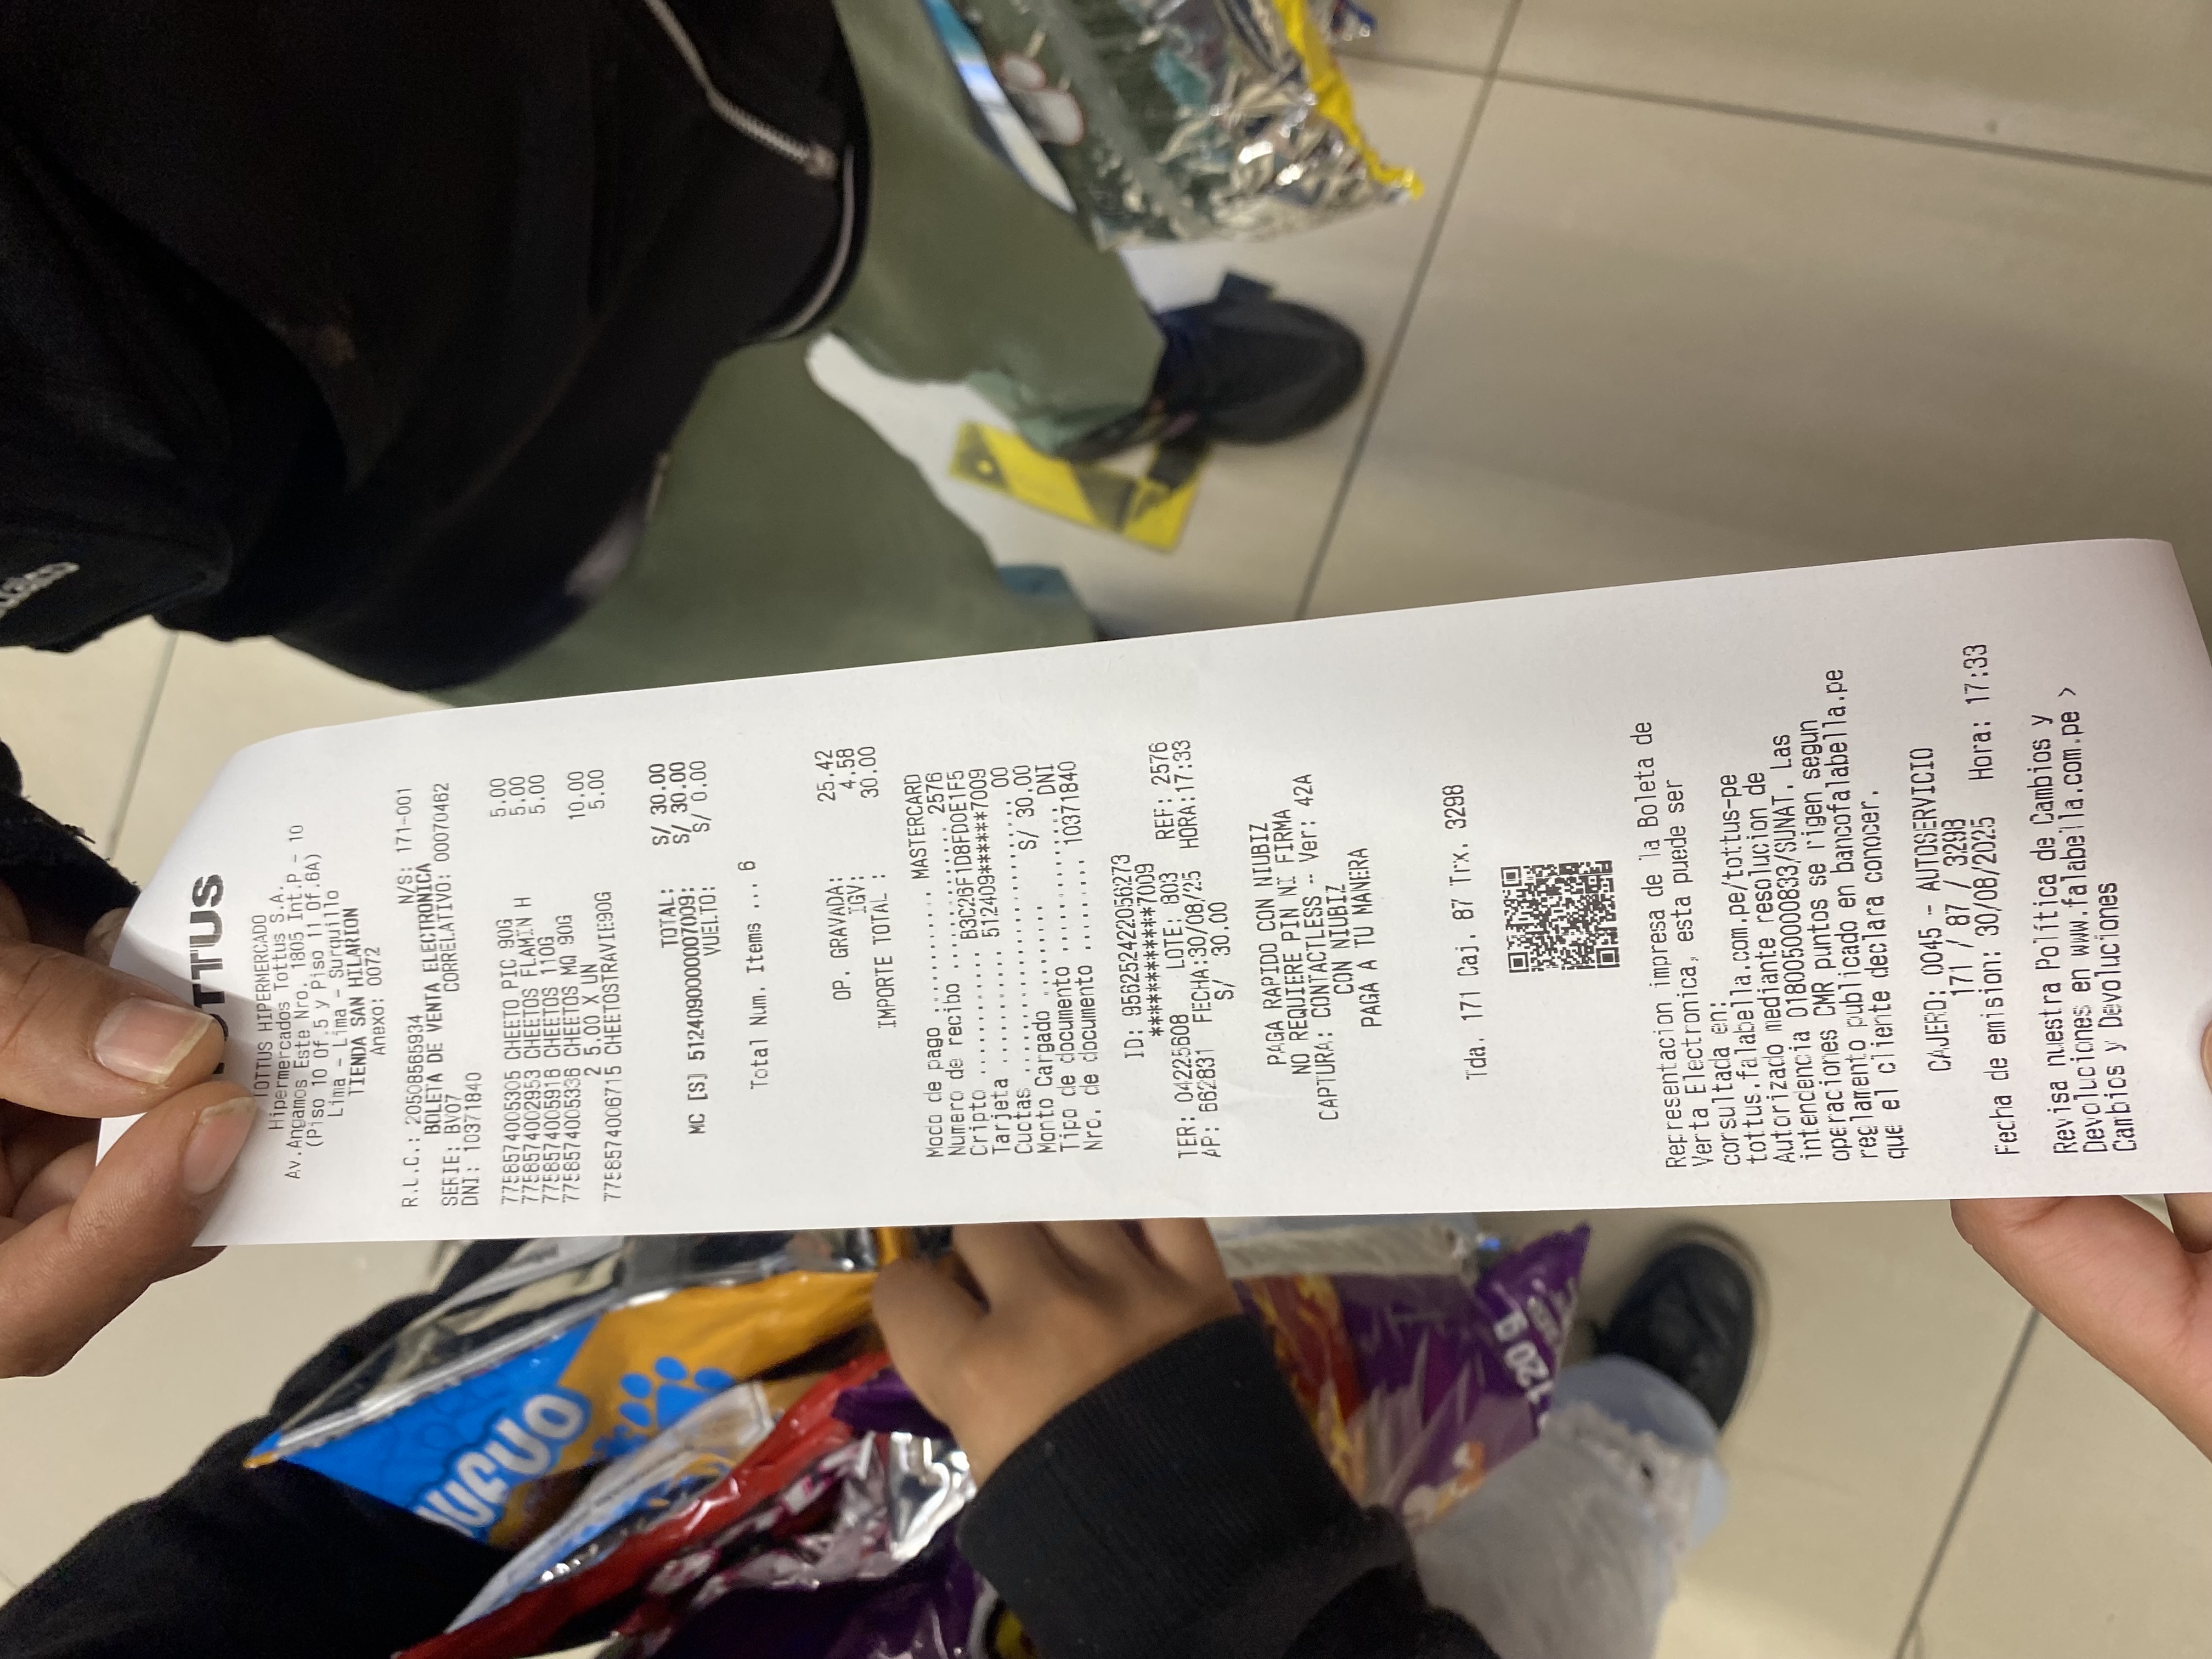 TOTTUS
TOTTUS HIPERMERCADO
Hipermercados Tottus S.A.
Av.Angamos Este Nro. 1805 Int.P - 10
(Piso 10 Of.5 y Piso 11 Of.6A)
Lima - Lima - Surquillo
TIENDA SAN HILARION
Anexo: 0072
R.U.C.: 20508565934 N/S: 171-001
BOLETA DE VENTA ELECTRONICA
SERIE: BV07 CORRELATIVO: 00070462
DNI: 10371840
7758574005305 CHEETO PIC 90G 5.00
7758574002953 CHEETOS FLAMIN H 5.00
7758574005916 CHEETOS 110G 5.00
7758574005336 CHEETOS MQ 90G
2 5.00 X UN 10.00
7758574006715 CHEETOSTRAVIE90G 5.00
TOTAL: S/ 30.00
MC [S] 5124090000007009: S/ 30.00
VUELTO: S/ 0.00
Total Num. Items ... 6
OP. GRAVADA: 25.42
IGV: 4.58
IMPORTE TOTAL : 30.00
Modo de pago ............ MASTERCARD
Numero de recibo ............. 2576
Cripto ........... B3C26F1D8FD0E1F5
Tarjeta ........... 512409******7009
Cuotas ......................... 00
Monto Cargado ......... S/ 30.00
Tipo de documento .............. DNI
Nro. de documento ......... 10371840
ID: 956252422056273
************7009
TER: 04225608 LOTE: 803 REF: 2576
AP: 662831 FECHA:30/08/25 HORA:17:33
S/ 30.00
PAGA RAPIDO CON NIUBIZ
NO REQUIERE PIN NI FIRMA
CAPTURA: CONTACTLESS - Ver: 42A
CON NIUBIZ
PAGA A TU MANERA
Tda. 171 Caj. 87 Trx. 3298
Representacion impresa de la Boleta de
Venta Electronica, esta puede ser
consultada en:
tottus.falabella.com.pe/tottus-pe
Autorizado mediante resolucion de
intendencia 0180050000833/SUNAT. Las
operaciones CMR puntos se rigen segun
reglamento publicado en bancofalabella.pe
que el cliente declara conocer.
CAJERO: 0045 - AUTOSERVICIO
171 / 87 / 3298
Fecha de emision: 30/08/2025 Hora: 17:33
Revisa nuestra Política de Cambios y
Devoluciones en www.falabella.com.pe >
Cambios y Devoluciones
120 g